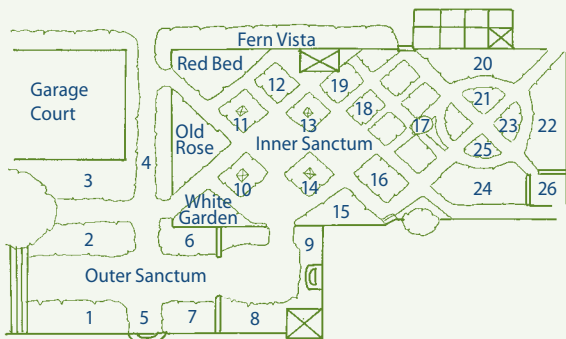 Fern Vista
Red Bed
20
Garage
Court
12
19
21
11
13
18
17
23
22
Old
Rose
Inner Sanctum
25
4
3
10
14
16
24
26
White
Garden
15
2
6
9
Outer Sanctum
1
5
7
8